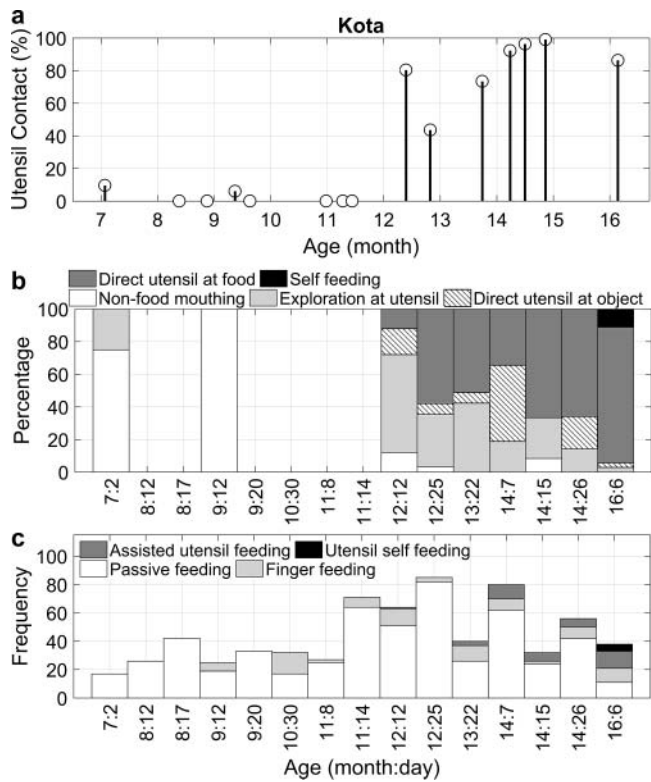 a
Kota
Utensil Contact (%)
100
80
60
40
20
0
7 8 9 10 11 12 13 14 15 16
Age (month)
b
Direct utensil at food Self feeding
Non-food mouthing Exploration at utensil Direct utensil at object
Percentage
100
80
60
40
20
0
7:2 8:12 8:17 9:12 9:20 10:30 11:8 11:14 12:12 12:25 13:22 14:7 14:15 14:26 16:6
c
Assisted utensil feeding Utensil self feeding
Passive feeding Finger feeding
Frequency
100
80
60
40
20
0
7:2 8:12 8:17 9:12 9:20 10:30 11:8 11:14 12:12 12:25 13:22 14:7 14:15 14:26 16:6
Age (month:day)